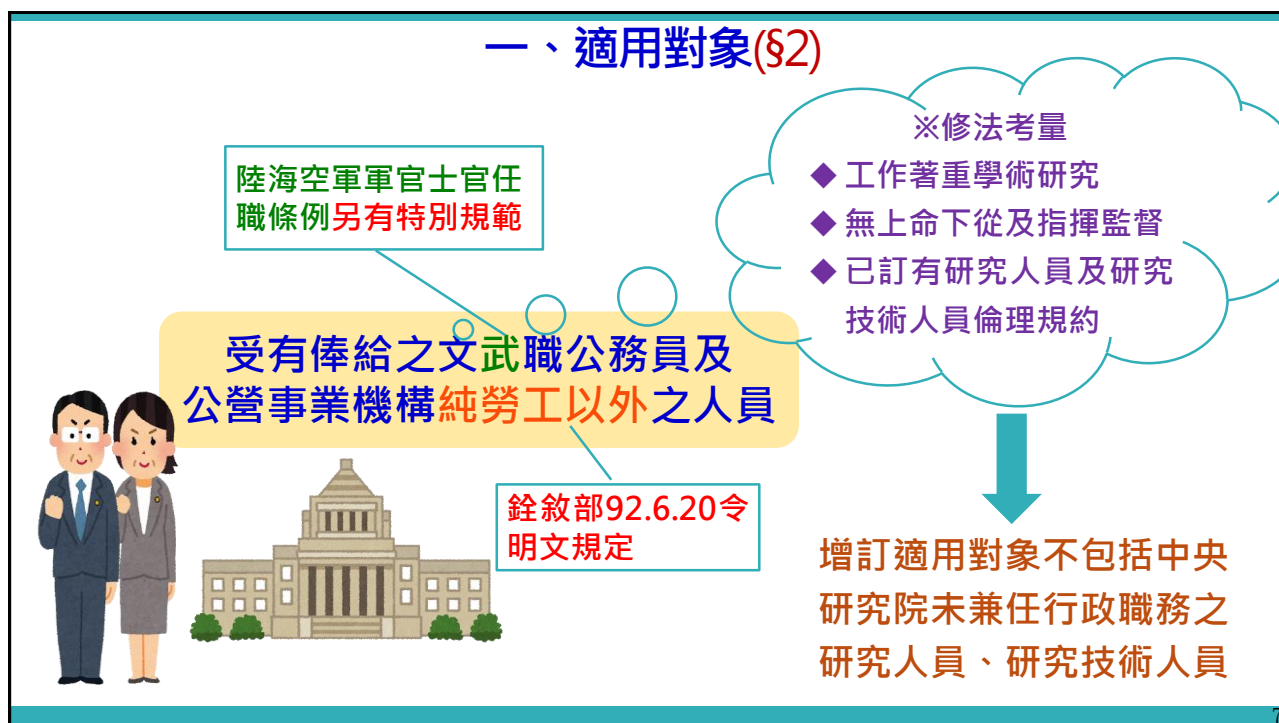 一、適用對象(§2)
※修法考量
◆ 工作著重學術研究
◆ 無上命下從及指揮監督
◆ 已訂有研究人員及研究
技術人員倫理規約
陸海空軍軍官士官任
職條例另有特別規範
受有俸給之文武職公務員及
公營事業機構純勞工以外之人員
銓敘部92.6.20令
明文規定
增訂適用對象不包括中央
研究院未兼任行政職務之
研究人員、研究技術人員
7